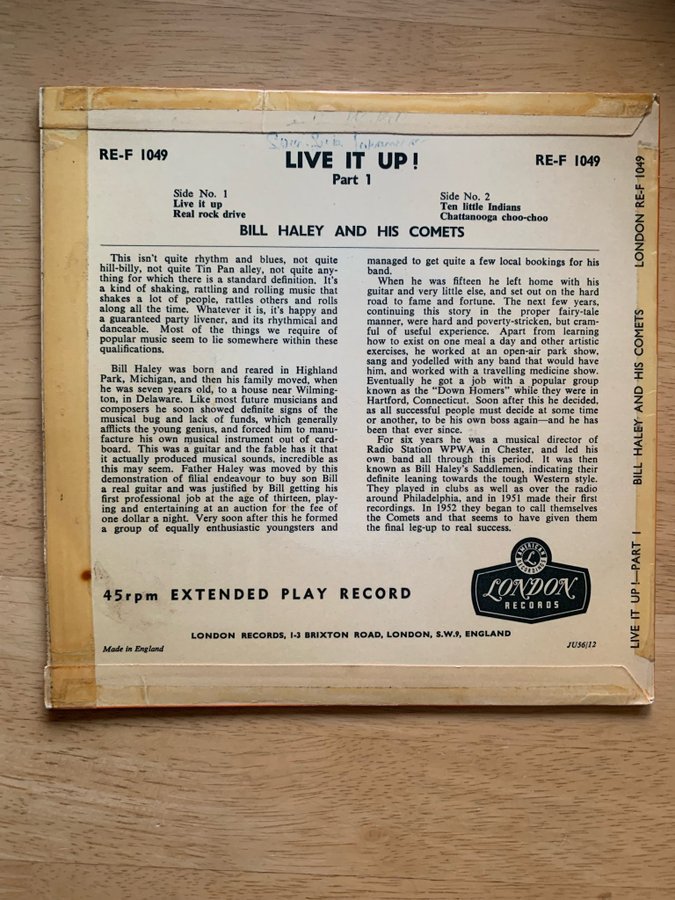 RE-F 1049
LIVE IT UP!
RE-F 1049
Part 1
Side No. 1
Live it up
Real rock drive
Side No. 2
Ten little Indians
Chattanooga choo-choo
BILL HALEY AND HIS COMETS
This isn't quite rhythm and blues, not quite
hill-billy, not quite Tin Pan alley, not quite any-
thing for which there is a standard definition. It's
a kind of shaking, rattling and rolling music that
shakes a lot of people, rattles others and rolls
along all the time. Whatever it is, it's happy and
a guaranteed party livener, and its rhythmical and
danceable. Most of the things we require of
popular music seem to lie somewhere within these
qualifications.
Bill Haley was born and reared in Highland
Park, Michigan, and then his family moved, when
he was seven years old, to a house near Wilming-
ton, in Delaware. Like most future musicians and
composers he soon showed definite signs of the
musical bug and lack of funds, which generally
afflicts the young genius, and forced him to manu-
facture his own musical instrument out of card-
board. This was a guitar and the fable has it that
it actually produced musical sounds, incredible as
this may seem. Father Haley was moved by this
demonstration of filial endeavour to buy son Bill
a real guitar and was justified by Bill getting his
first professional job at the age of thirteen, play-
ing and entertaining at an auction for the fee of
one dollar a night. Very soon after this he formed
a group of equally enthusiastic youngsters and
managed to get quite a few local bookings for his
band.
When he was fifteen he left home with his
guitar and very little else, and set out on the hard
road to fame and fortune. The next few years,
continuing this story in the proper fairy-tale
manner, were hard and poverty-stricken, but cram-
ful of useful experience. Apart from learning
how to exist on one meal a day and other artistic
exercises, he worked at an open-air park show,
sang and yodelled with any band that would have
him, and worked with a travelling medicine show.
Eventually he got a job with a popular group
known as the "Down Homers" while they were in
Hartford, Connecticut. Soon after this he decided,
as all successful people must decide at some time
or another, to be his own boss again—and he has
been that ever since.
For six years he was a musical director of
Radio Station WPWA in Chester, and led his
own band all through this period. It was then
known as Bill Haley's Saddlemen, indicating their
definite leaning towards the tough Western style.
They played in clubs as well as over the radio
around Philadelphia, and in 1951 made their first
recordings. In 1952 they began to call themselves
the Comets and that seems to have given them
the final leg-up to real success.
45rpm EXTENDED PLAY RECORD
AMERICAN
L
RECORDINGS
LONDON
RECORDS
LONDON RECORDS, 1-3 BRIXTON ROAD, LONDON, S.W.9, ENGLAND
Made in England
JU56/12
LIVE IT UP!—PART 1 BILL HALEY AND HIS COMETS LONDON RE-F 1049